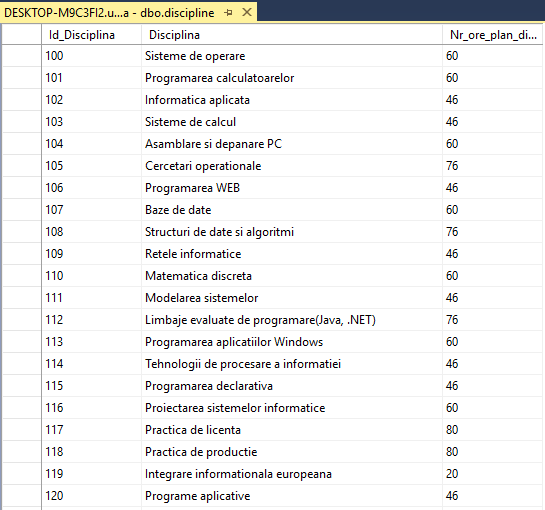 DESKTOP-M9C3FI2.u...a - dbo.discipline
Id_Disciplina Disciplina Nr_ore_plan_di...
100 Sisteme de operare 60
101 Programarea calculatoarelor 60
102 Informatica aplicata 46
103 Sisteme de calcul 46
104 Asamblare si depanare PC 60
105 Cercetari operationale 76
106 Programarea WEB 46
107 Baze de date 60
108 Structuri de date si algoritmi 76
109 Retele informatice 46
110 Matematica discreta 60
111 Modelarea sistemelor 46
112 Limbaje evaluate de programare(Java, .NET) 76
113 Programarea aplicatiilor Windows 60
114 Tehnologii de procesare a informatiei 46
115 Programarea declarativa 46
116 Proiectarea sistemelor informatice 60
117 Practica de licenta 80
118 Practica de productie 80
119 Integrare informationala europeana 20
120 Programe aplicative 46